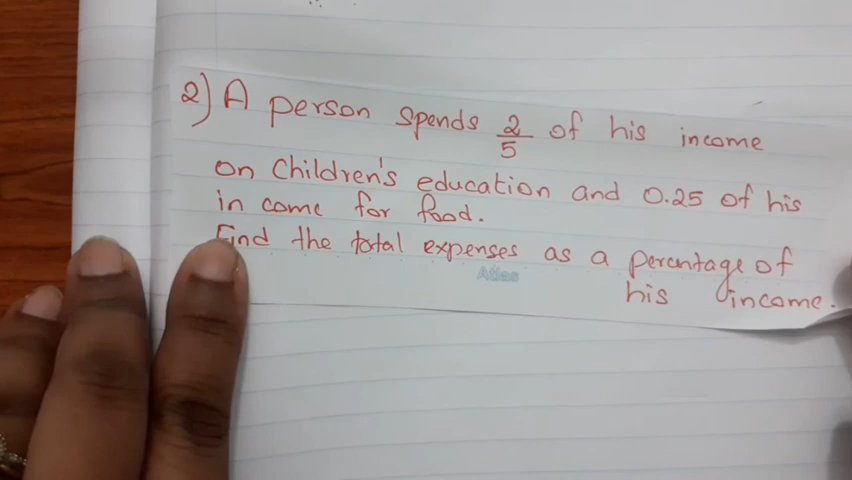 2) A person spends 2/5 of his income
on children's education and 0.25 of his
in come for food.
Find the total expenses as a percentage of
his income.
Atlas